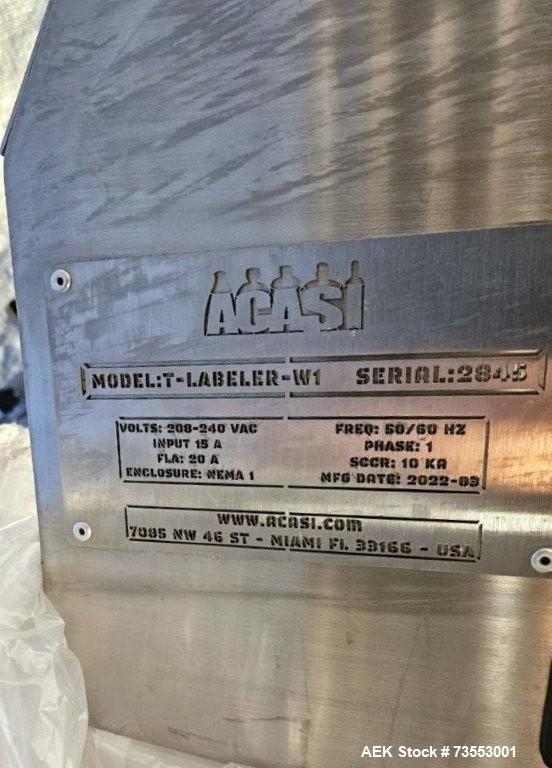 ACASI
MODEL:T-LABELER-W1 SERIAL:2845
VOLTS: 208-240 VAC
INPUT 15 A
FLA: 20 A
ENCLOSURE: NEMA 1
FREQ: 50/60 HZ
PHASE: 1
SCCR: 10 KA
MFG DATE: 2022-03
www.acasi.com
7085 NW 46 ST - MIAMI Fl. 33166 - USA
AEK Stock #73553001